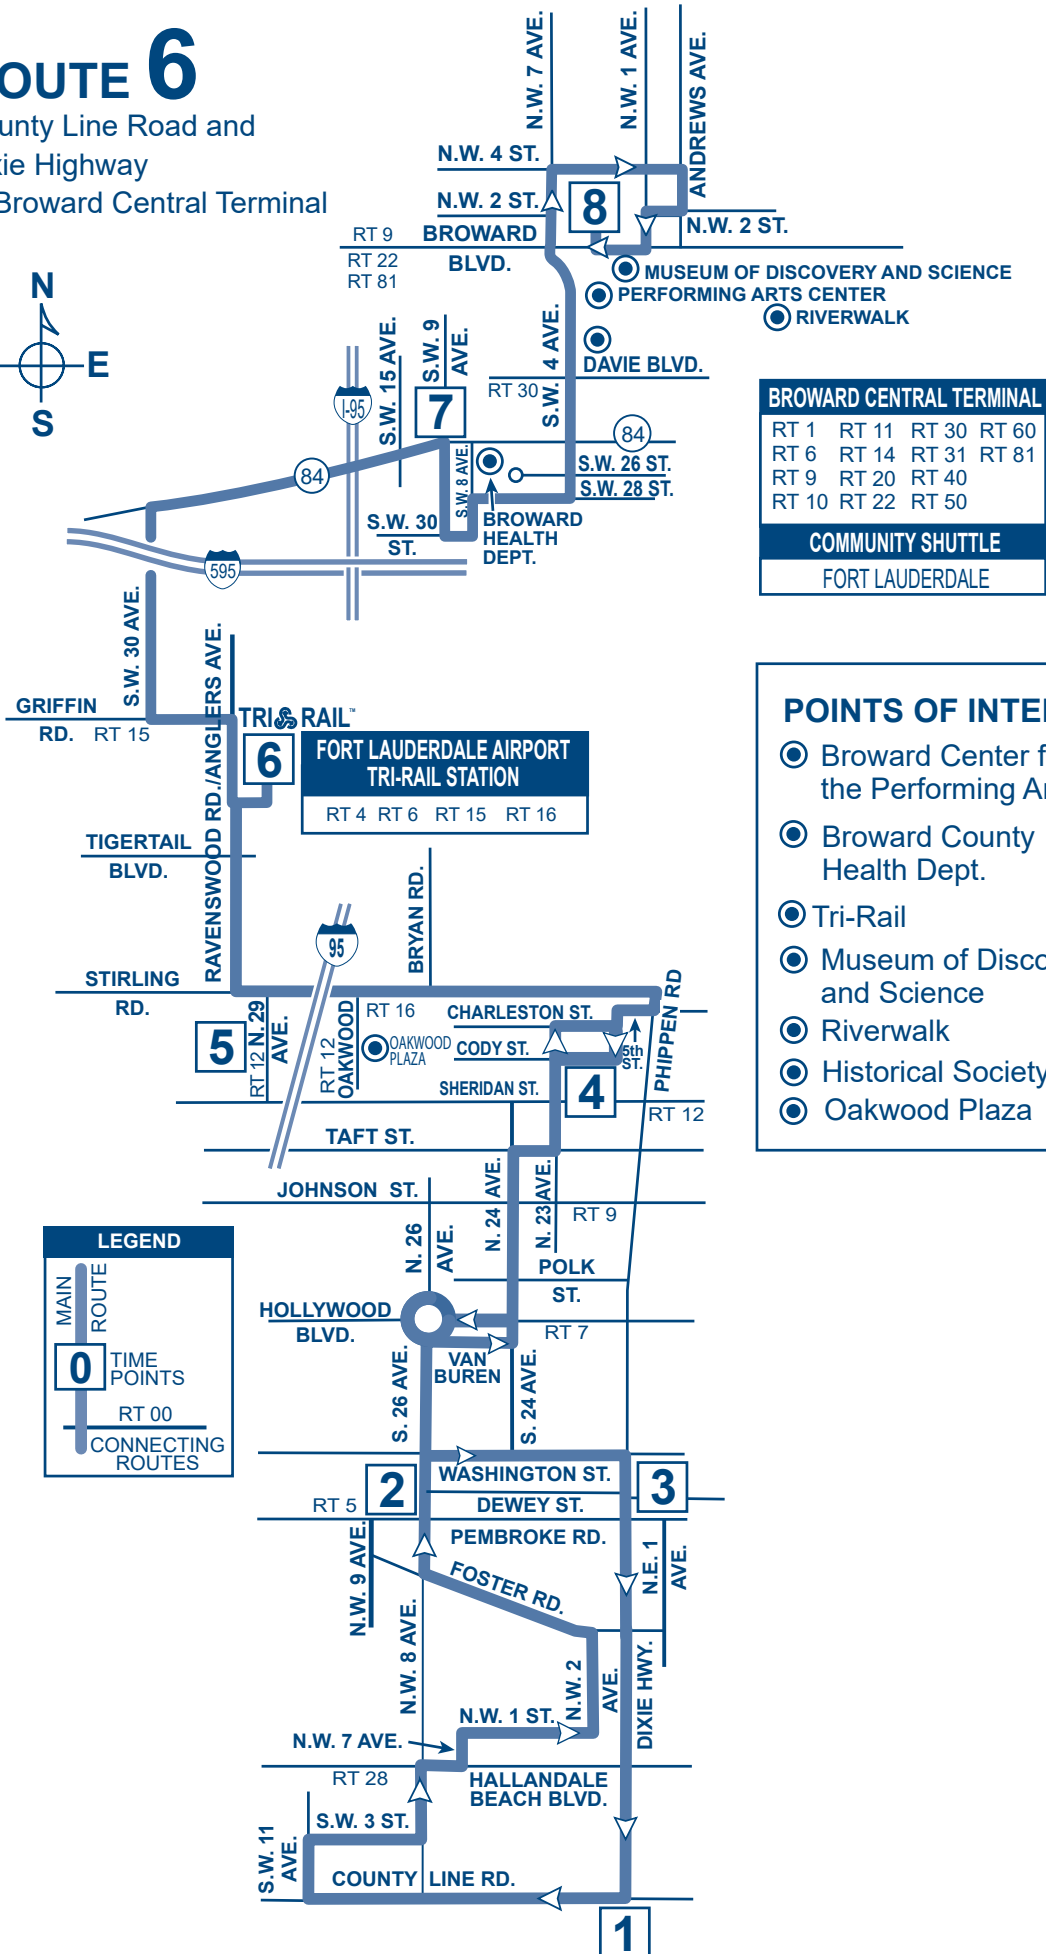 OUTE 6
unty Line Road and
xie Highway
Broward Central Terminal
N
E
S
N.W. 7 AVE.
N.W. 1 AVE.
ANDREWS AVE.
N.W. 4 ST.
N.W. 2 ST.
8
N.W. 2 ST.
RT 9
BROWARD
BLVD.
RT 22
RT 81
MUSEUM OF DISCOVERY AND SCIENCE
PERFORMING ARTS CENTER
RIVERWALK
S.W. 4 AVE.
DAVIE BLVD.
RT 30
I-95
S.W. 15 AVE.
S.W. 9
AVE.
7
84
84
S.W. 8 AVE.
S.W. 26 ST.
S.W. 28 ST.
S.W. 30
ST.
BROWARD
HEALTH
DEPT.
595
BROWARD CENTRAL TERMINAL
RT 1 RT 11 RT 30 RT 60
RT 6 RT 14 RT 31 RT 81
RT 9 RT 20 RT 40
RT 10 RT 22 RT 50
COMMUNITY SHUTTLE
FORT LAUDERDALE
S.W. 30 AVE.
GRIFFIN
RD.
RT 15
RAVENSWOOD RD./ANGLERS AVE.
TRI RAIL™
6
FORT LAUDERDALE AIRPORT
TRI-RAIL STATION
RT 4 RT 6 RT 15 RT 16
POINTS OF INTE
Broward Center f
the Performing A
Broward County
Health Dept.
Tri-Rail
Museum of Disco
and Science
Riverwalk
Historical Society
Oakwood Plaza
TIGERTAIL
BLVD.
BRYAN RD.
95
STIRLING
RD.
5
RT 12
N. 29
AVE.
RT 12
OAKWOOD
RT 16
OAKWOOD
PLAZA
CHARLESTON ST.
CODY ST.
5th
ST.
PHIPPEN RD
SHERIDAN ST.
4
RT 12
TAFT ST.
JOHNSON ST.
N. 24 AVE.
N. 23 AVE.
RT 9
N. 26
AVE.
POLK
ST.
HOLLYWOOD
BLVD.
RT 7
VAN
BUREN
S. 26 AVE.
S. 24 AVE.
LEGEND
MAIN
ROUTE
0
TIME
POINTS
RT 00
CONNECTING
ROUTES
2
WASHINGTON ST.
3
RT 5
DEWEY ST.
PEMBROKE RD.
N.W. 9 AVE.
FOSTER RD.
N.E. 1
AVE.
N.W. 8 AVE.
N.W. 2
AVE.
DIXIE HWY.
N.W. 1 ST.
N.W. 7 AVE.
RT 28
HALLANDALE
BEACH BLVD.
S.W. 3 ST.
S.W. 11
AVE.
COUNTY LINE RD.
1